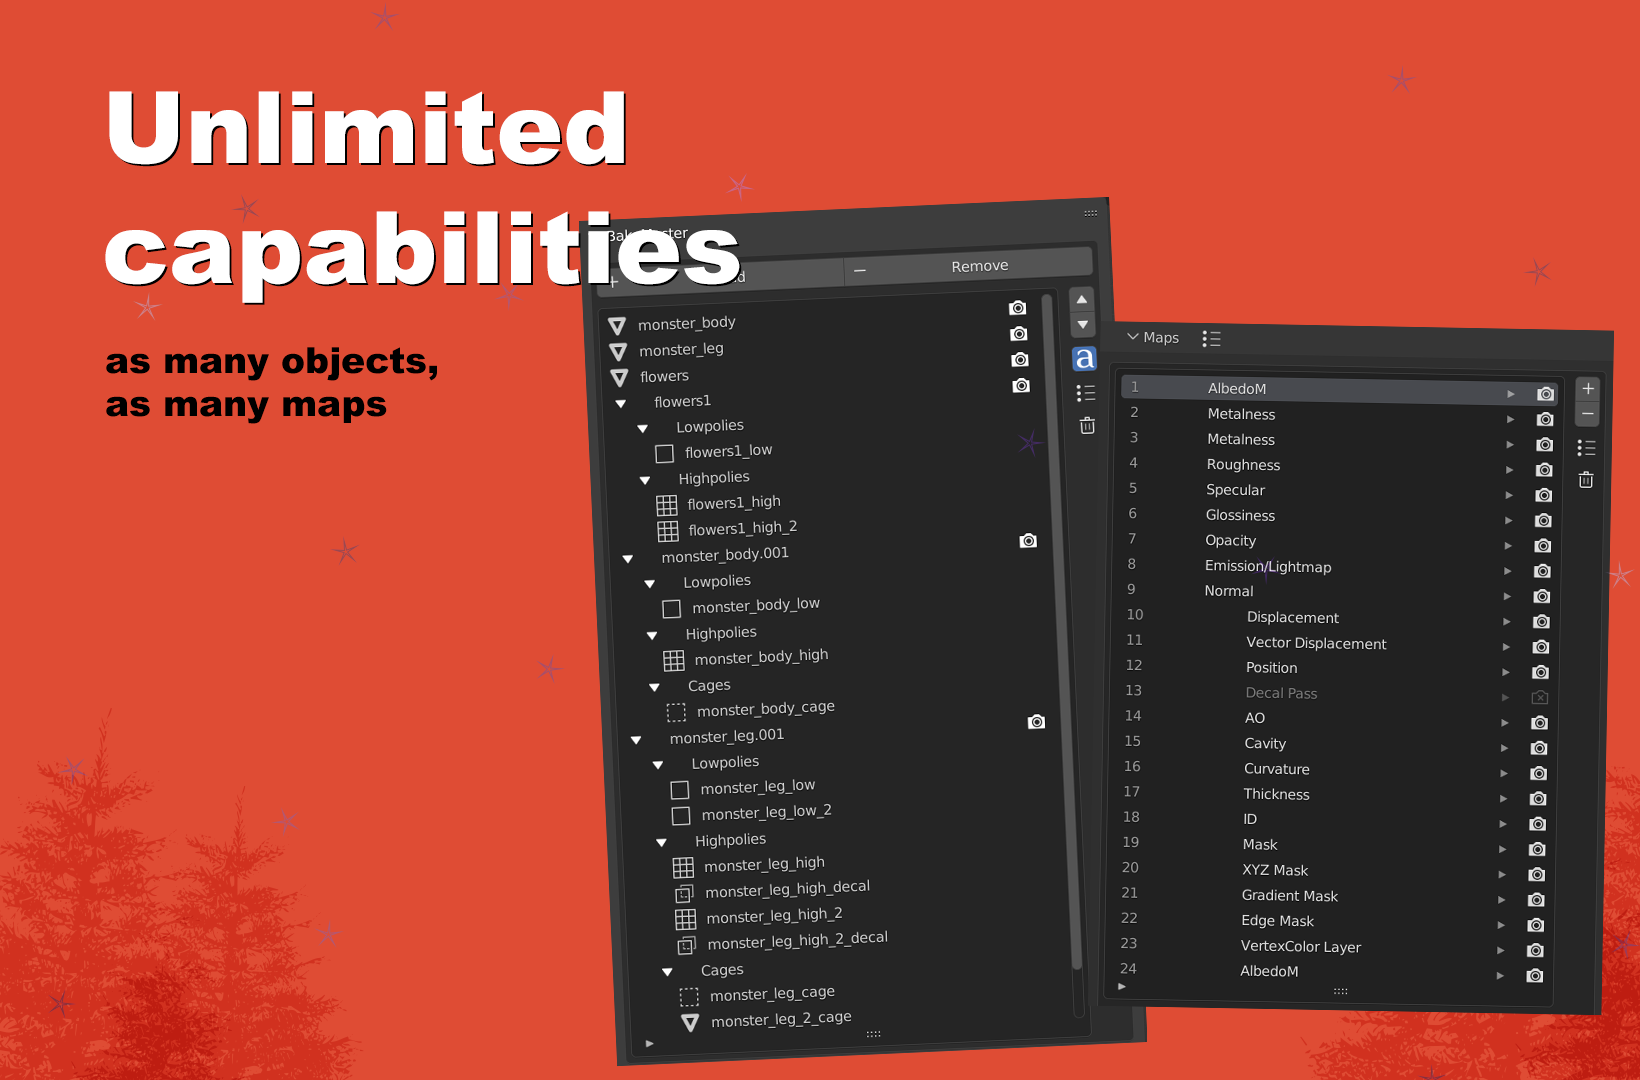 Unlimited
capabilities
as many objects,
as many maps
Remove
monster_body
monster_leg
flowers
flowers1
Lowpolies
flowers1_low
Highpolies
flowers1_high
flowers1_high_2
monster_body.001
Lowpolies
monster_body_low
Highpolies
monster_body_high
Cages
monster_body_cage
monster_leg.001
Lowpolies
monster_leg_low
monster_leg_low_2
Highpolies
monster_leg_high
monster_leg_high_decal
monster_leg_high_2
monster_leg_high_2_decal
Cages
monster_leg_cage
monster_leg_2_cage
a
Maps
1 AlbedoM
2 Metalness
3 Metalness
4 Roughness
5 Specular
6 Glossiness
7 Opacity
8 Emission/Lightmap
9 Normal
10 Displacement
11 Vector Displacement
12 Position
13 Decal Pass
14 AO
15 Cavity
16 Curvature
17 Thickness
18 ID
19 Mask
20 XYZ Mask
21 Gradient Mask
22 Edge Mask
23 VertexColor Layer
24 AlbedoM